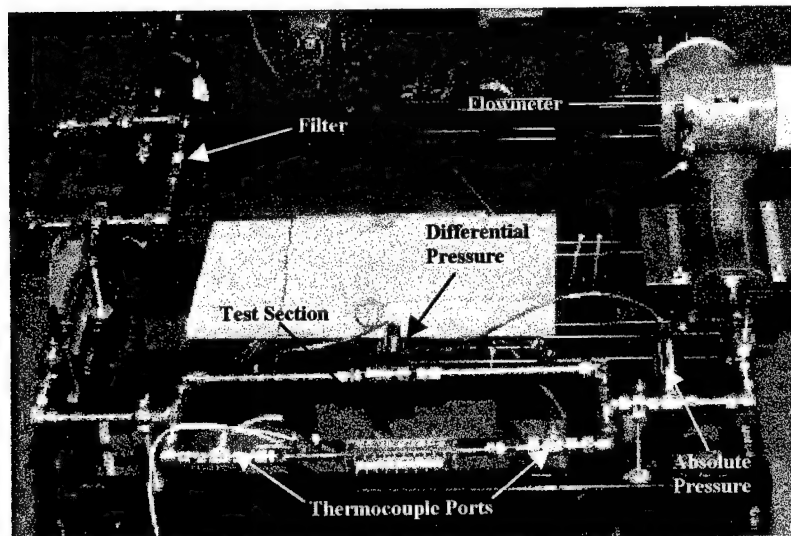 Flowmeter
Filter
Differential
Pressure
Test Section
Absolute
Pressure
Thermocouple Ports